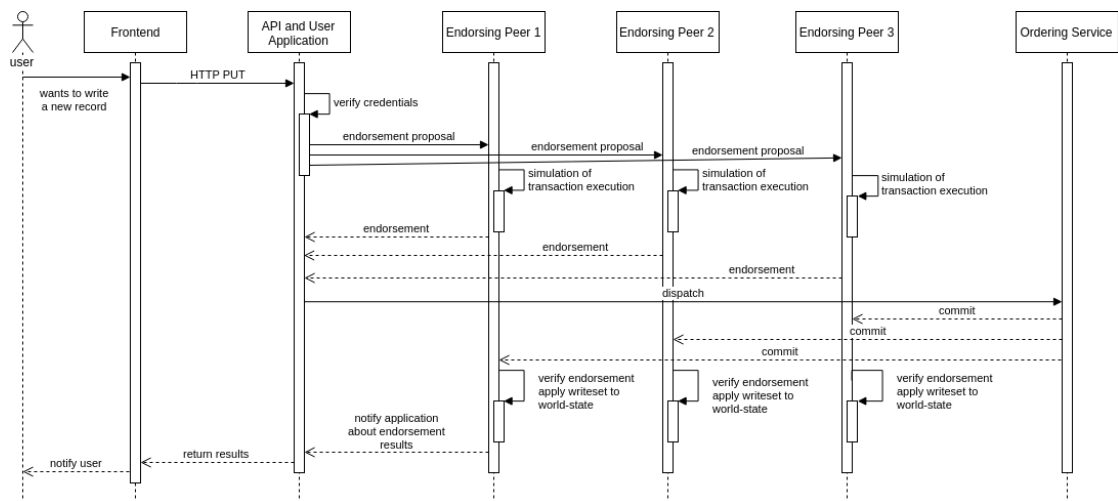 user
Frontend
API and User
Application
Endorsing Peer 1
Endorsing Peer 2
Endorsing Peer 3
Ordering Service
wants to write
a new record
HTTP PUT
verify credentials
endorsement proposal
endorsement proposal
endorsement proposal
simulation of
transaction execution
simulation of
transaction execution
simulation of
transaction execution
endorsement
endorsement
endorsement
dispatch
commit
commit
commit
verify endorsement
apply writeset to
world-state
verify endorsement
apply writeset to
world-state
verify endorsement
apply writeset to
world-state
notify application
about endorsement
results
return results
notify user